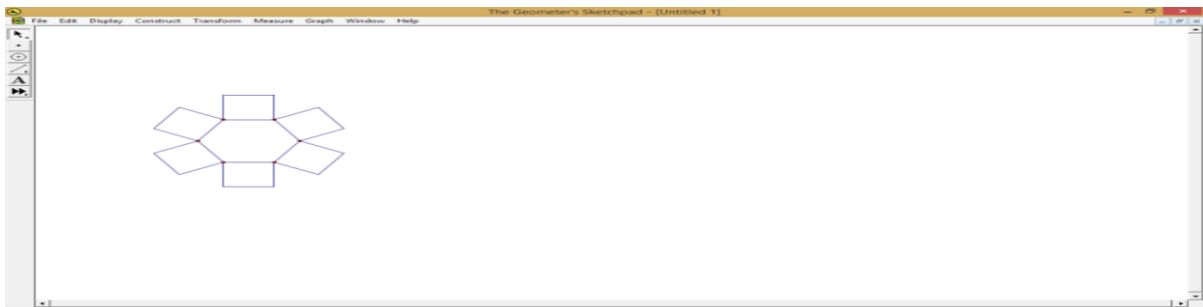 The Geometer's Sketchpad - [Untitled 1]
File Edit Display Construct Transform Measure Graph Window Help
A